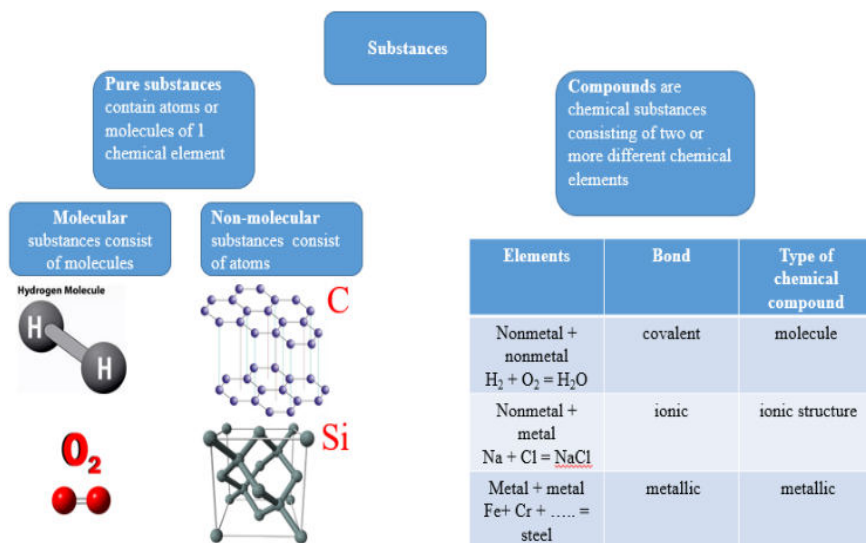 Substances
Pure substances
contain atoms or
molecules of 1
chemical element
Compounds are
chemical substances
consisting of two or
more different chemical
elements
Molecular
substances consist
of molecules
Non-molecular
substances consist
of atoms
Hydrogen Molecule
H
H
C
O₂
Si
Elements Bond Type of
chemical
compound
Nonmetal + covalent molecule
nonmetal
H₂ + O₂ = H₂O
Nonmetal + ionic ionic structure
metal
Na + Cl = NaCl
Metal + metal metallic metallic
Fe+ Cr + ….. =
steel